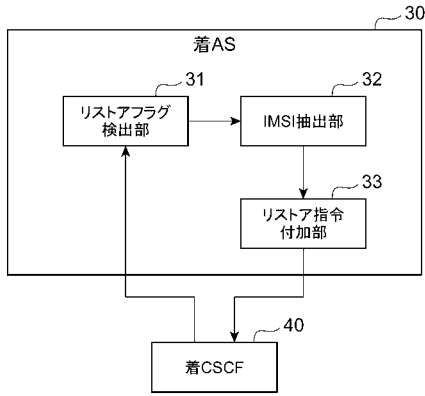 30
着AS
31
リストアフラグ
検出部
32
IMSI抽出部
33
リストア指令
付加部
40
着CSCF